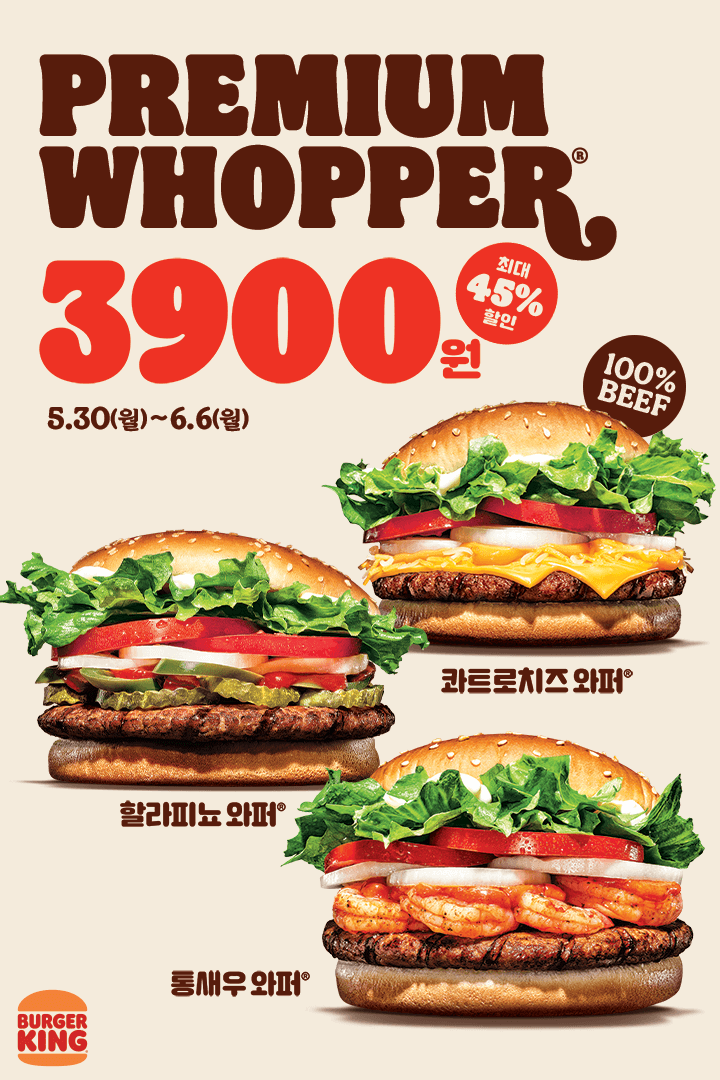 PREMIUM
WHOPPER®
3900원
최대
45%
할인
5.30(월)~6.6(월)
100%
BEEF
콰트로치즈 와퍼®
할라피뇨 와퍼®
통새우 와퍼®
BURGER
KING